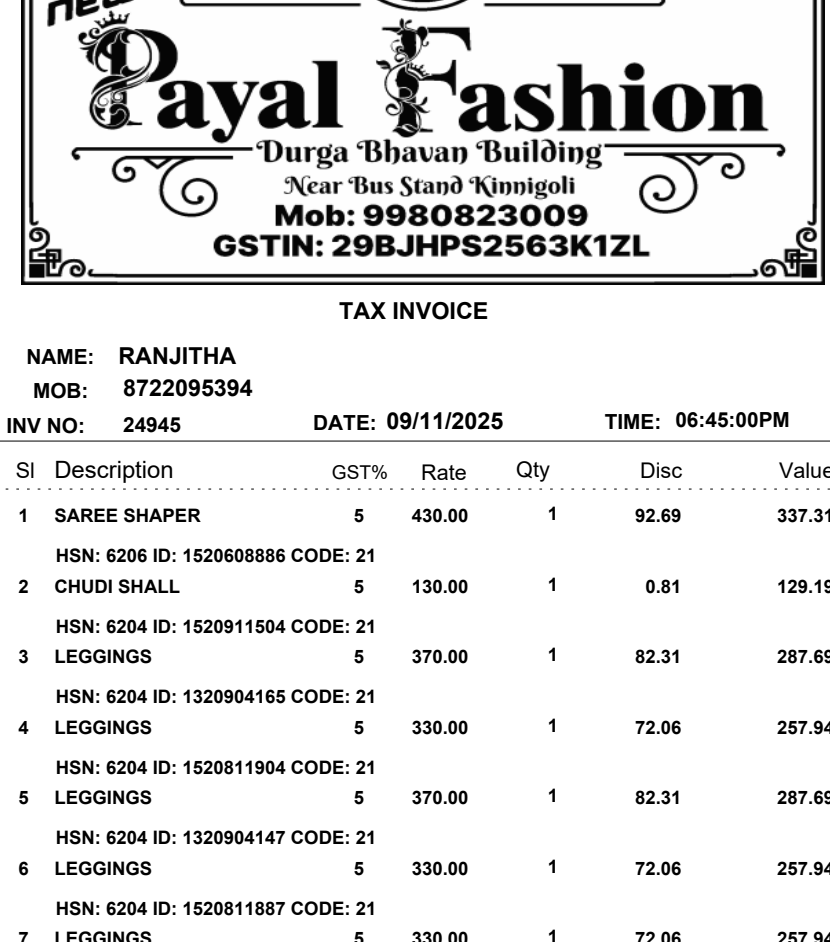 new
Payal Fashion
Durga Bhavan Building
Near Bus Stand Kinnigoli
Mob: 9980823009
GSTIN: 29BJHPS2563K1ZL
TAX INVOICE
NAME: RANJITHA
MOB: 8722095394
INV NO: 24945 DATE: 09/11/2025 TIME: 06:45:00PM
Sl Description GST% Rate Qty Disc Value
1 SAREE SHAPER 5 430.00 1 92.69 337.31
HSN: 6206 ID: 1520608886 CODE: 21
2 CHUDI SHALL 5 130.00 1 0.81 129.19
HSN: 6204 ID: 1520911504 CODE: 21
3 LEGGINGS 5 370.00 1 82.31 287.69
HSN: 6204 ID: 1320904165 CODE: 21
4 LEGGINGS 5 330.00 1 72.06 257.94
HSN: 6204 ID: 1520811904 CODE: 21
5 LEGGINGS 5 370.00 1 82.31 287.69
HSN: 6204 ID: 1320904147 CODE: 21
6 LEGGINGS 5 330.00 1 72.06 257.94
HSN: 6204 ID: 1520811887 CODE: 21
7 LEGGINGS 5 330.00 1 72.06 257.94